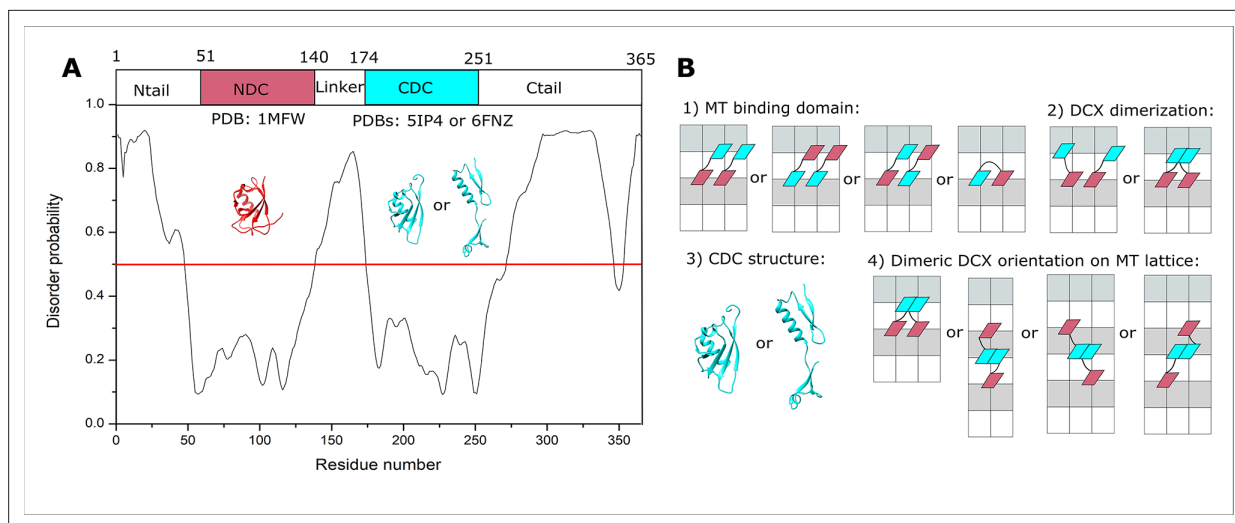 1 51 140 174 251 365
A
Ntail NDC Linker CDC Ctail
PDB: 1MFW PDBs: 5IP4 or 6FNZ
1.0
0.8
0.6
0.4
0.2
0.0
Disorder probability
or
0 50 100 150 200 250 300 350
Residue number
B
1) MT binding domain: 2) DCX dimerization:
or or or or
3) CDC structure: 4) Dimeric DCX orientation on MT lattice:
or or or or